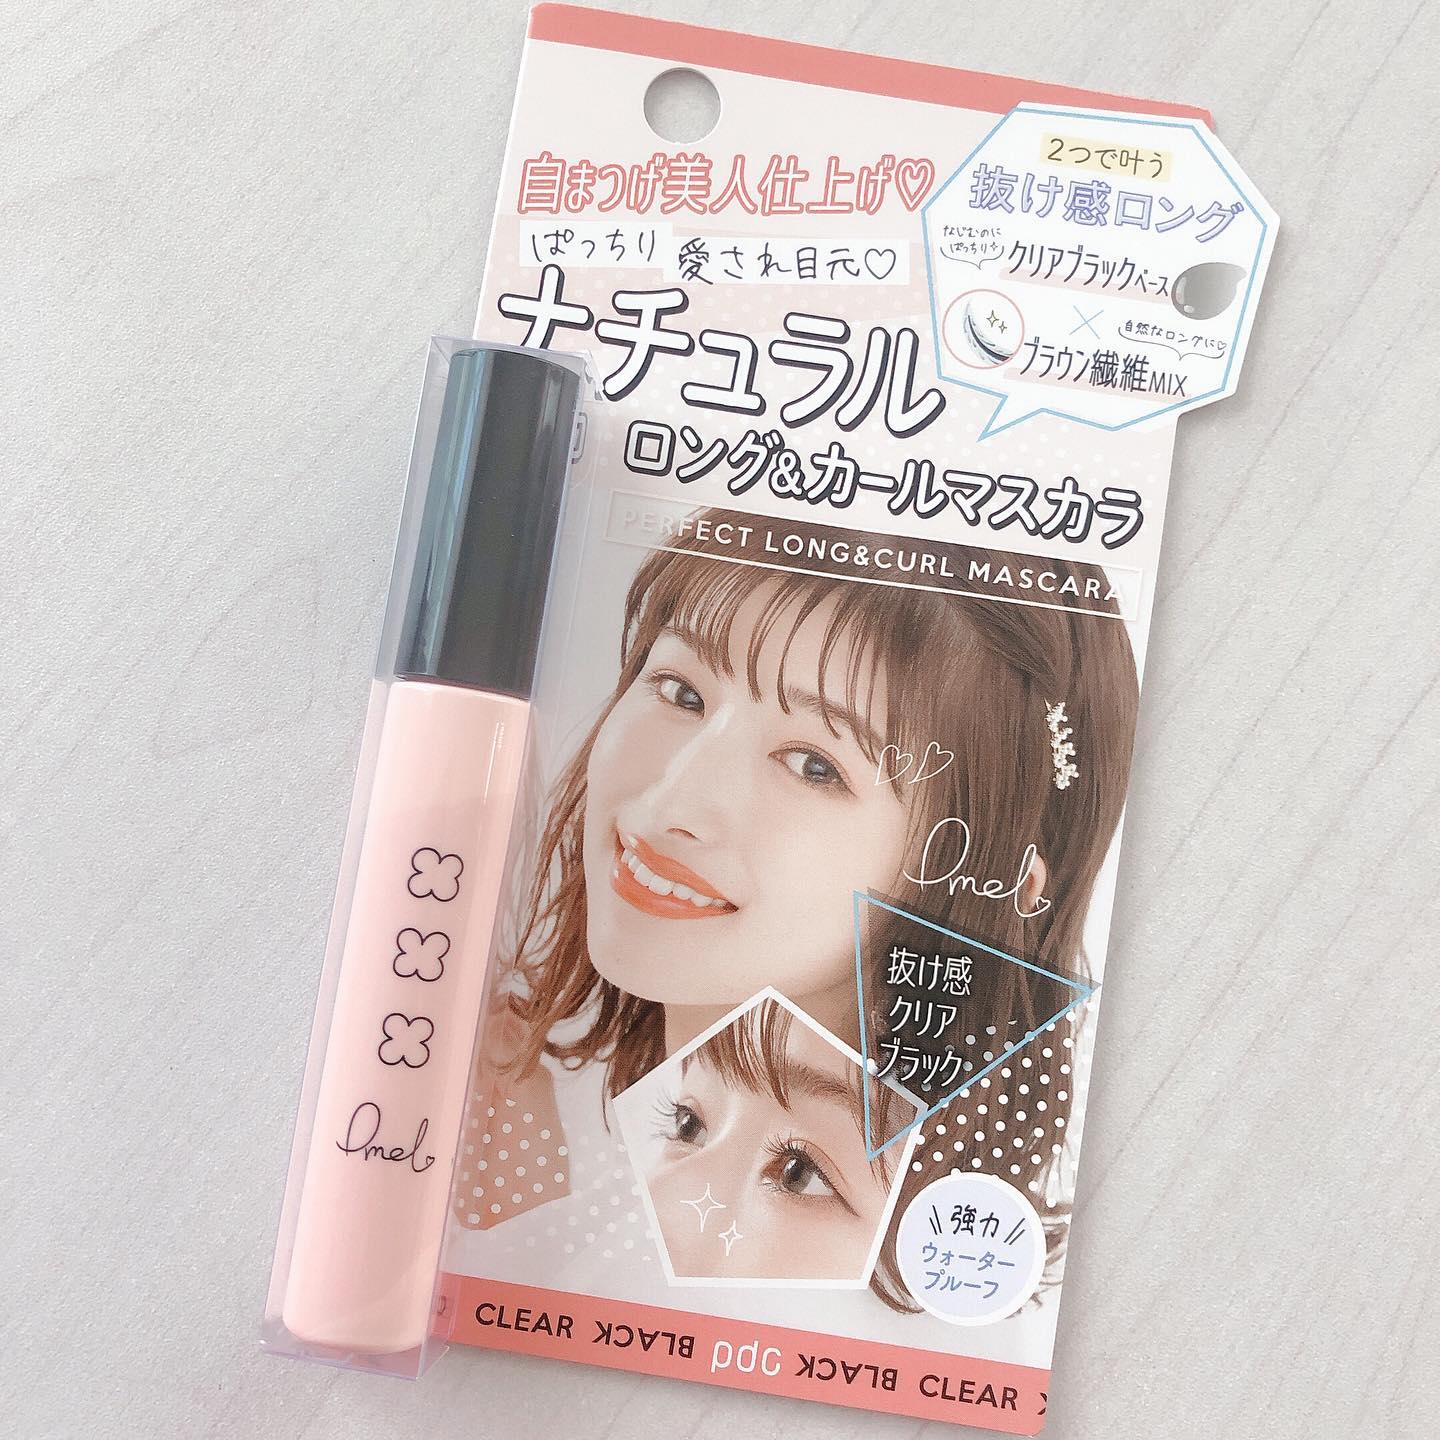 自まつげ美人仕上げ♡
ぱっちり 愛され目元♡
ナチュラル
ロング&カールマスカラ
PERFECT LONG&CURL MASCARA
2つで叶う
抜け感ロング
なじむのに
ぱっちり
クリアブラックベース
×
自然なロングに♡
ブラウン繊維MIX
Dmel
抜け感
クリア
ブラック
強力
ウォーター
プルーフ
Dmel
CLEAR BLACK pdc BLACK CLEAR